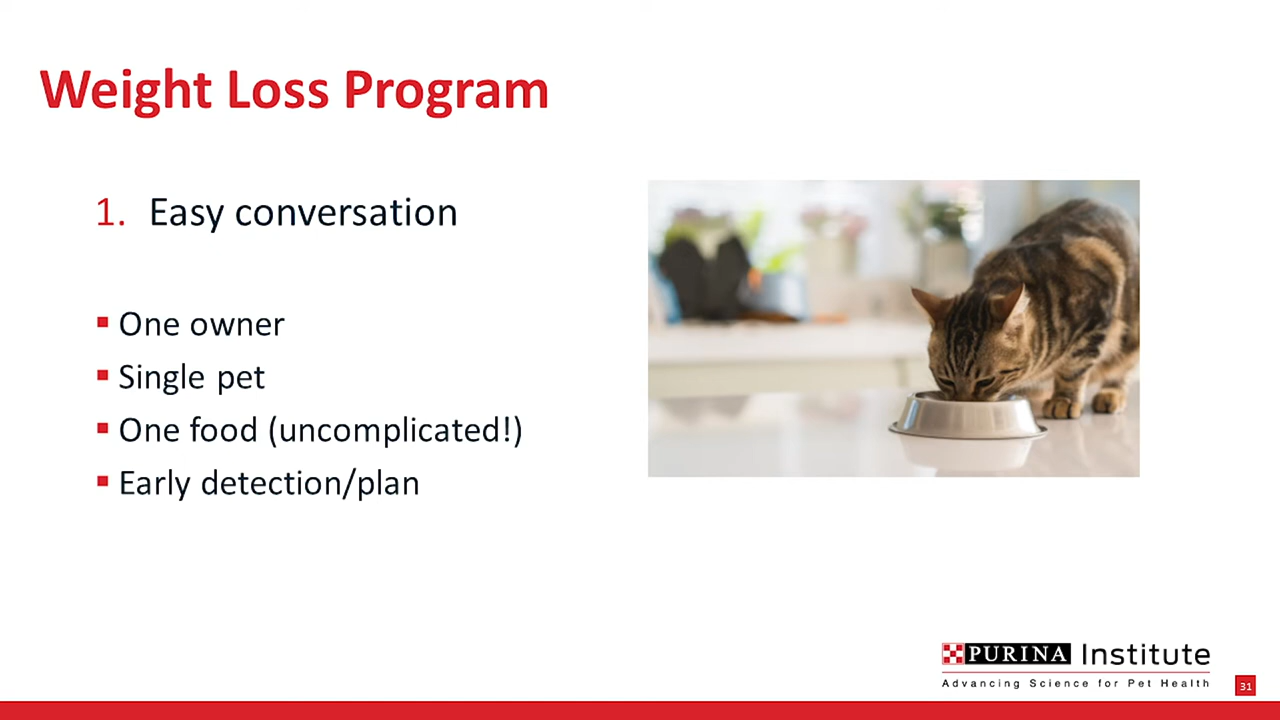 Weight Loss Program
1. Easy conversation
One owner
Single pet
One food (uncomplicated!)
Early detection/plan
PURINA Institute
Advancing Science for Pet Health
31